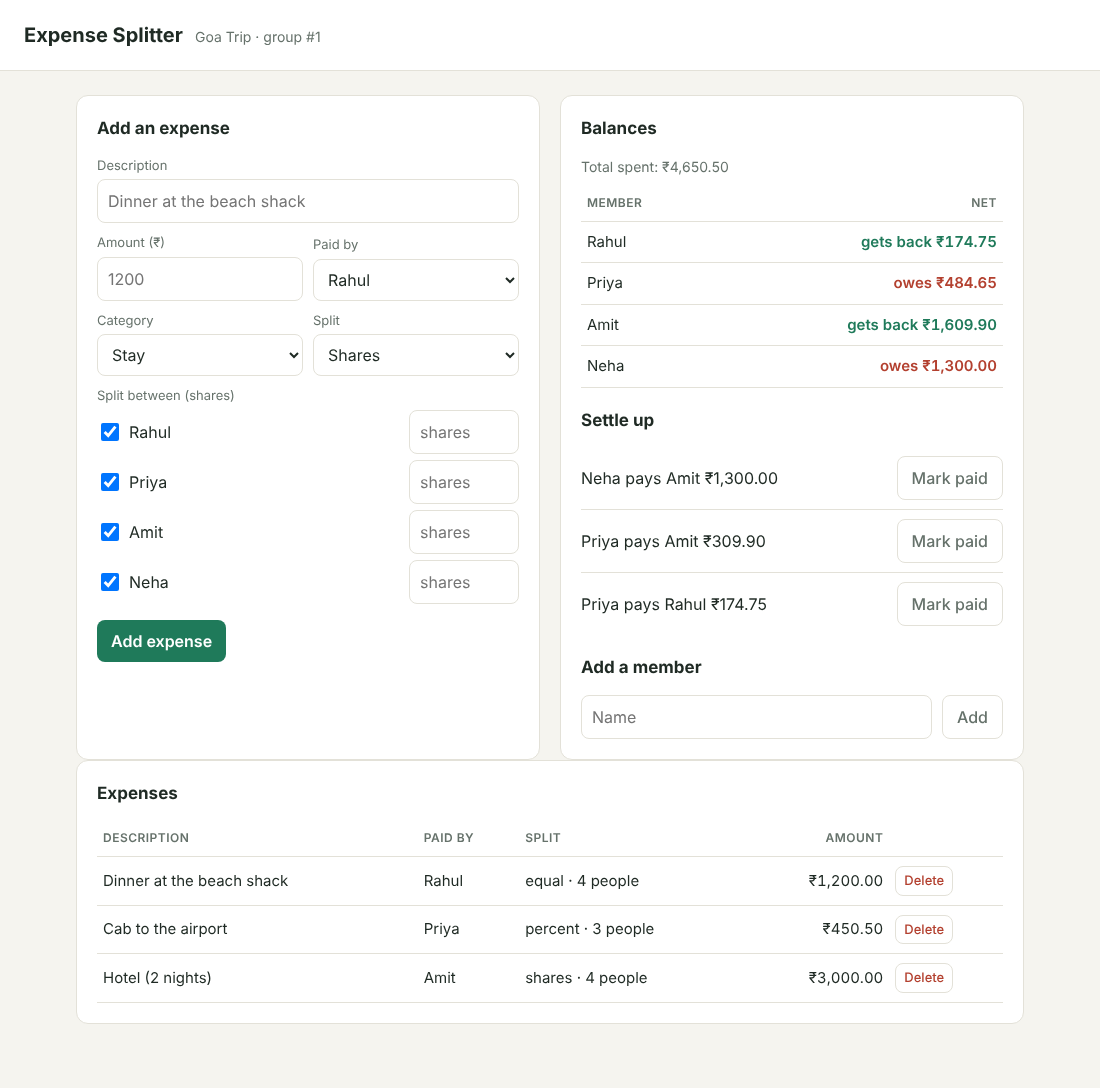 Expense Splitter Goa Trip · group #1
Add an expense
Description
Dinner at the beach shack
Amount (₹) Paid by
1200 Rahul
Category Split
Stay Shares
Split between (shares)
Rahul shares
Priya shares
Amit shares
Neha shares
Add expense
Balances
Total spent: ₹4,650.50
MEMBER NET
Rahul gets back ₹174.75
Priya owes ₹484.65
Amit gets back ₹1,609.90
Neha owes ₹1,300.00
Settle up
Neha pays Amit ₹1,300.00 Mark paid
Priya pays Amit ₹309.90 Mark paid
Priya pays Rahul ₹174.75 Mark paid
Add a member
Name Add
Expenses
DESCRIPTION PAID BY SPLIT AMOUNT
Dinner at the beach shack Rahul equal · 4 people ₹1,200.00 Delete
Cab to the airport Priya percent · 3 people ₹450.50 Delete
Hotel (2 nights) Amit shares · 4 people ₹3,000.00 Delete